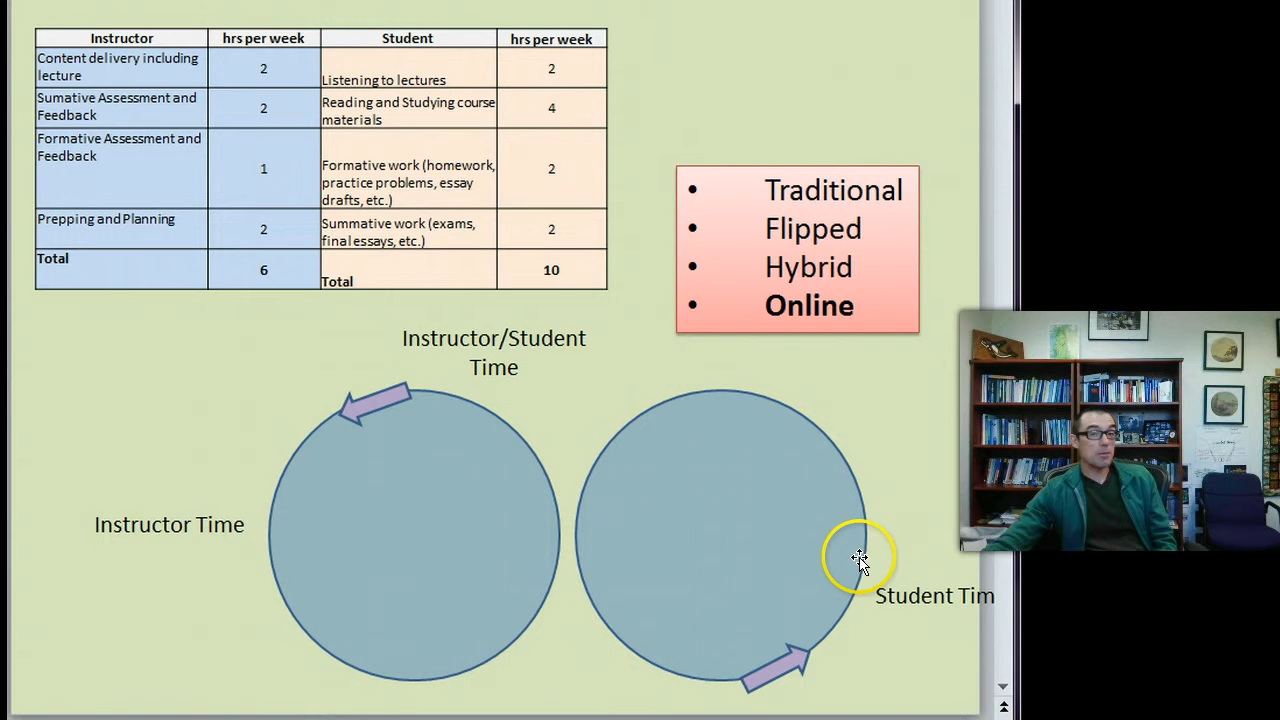 Instructor hrs per week Student hrs per week
Content delivery including
lecture
2
Listening to lectures
2
Sumative Assessment and
Feedback
2
Reading and Studying course
materials
4
Formative Assessment and
Feedback
1
Formative work (homework,
practice problems, essay
drafts, etc.)
2
Prepping and Planning
2
Summative work (exams,
final essays, etc.)
2
Total
6
Total
10
• Traditional
• Flipped
• Hybrid
• Online
Instructor/Student
Time
Instructor Time
Student Tim